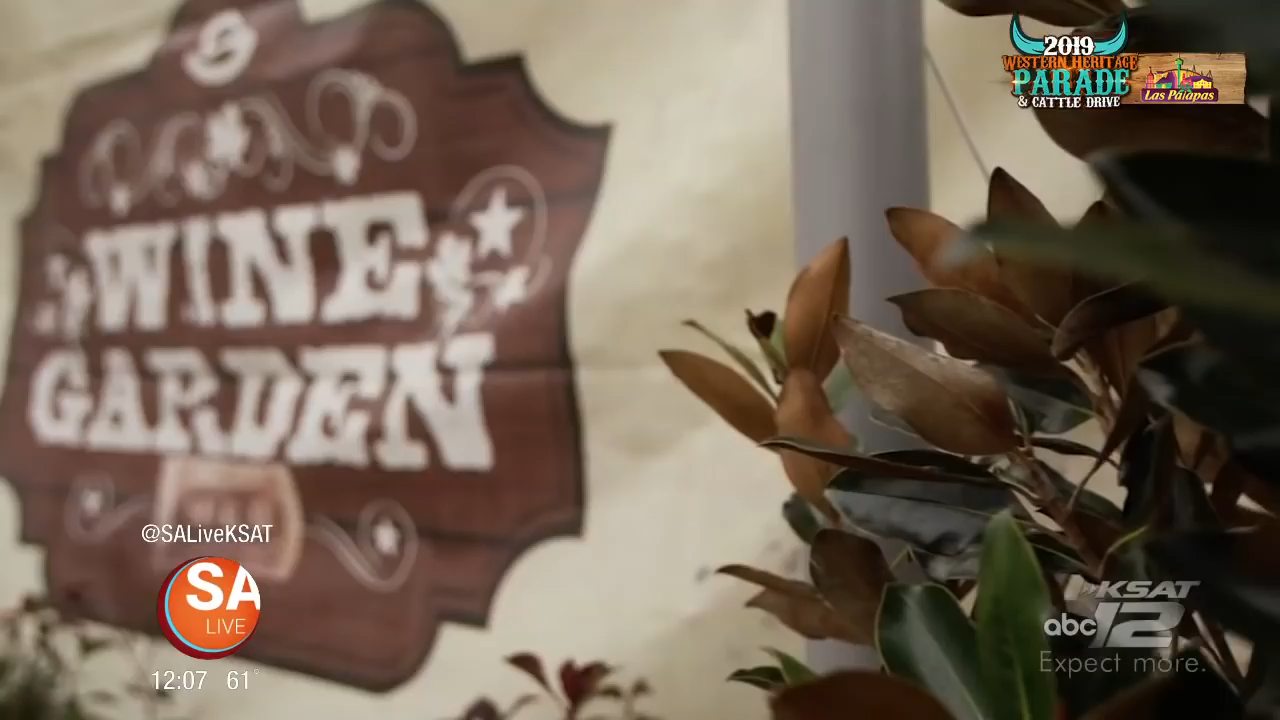 2019
WESTERN HERITAGE
PARADE
& CATTLE DRIVE
Las Palapas
WINE
GARDEN
@SALiveKSAT
SA
LIVE
12:07 61°
KSAT
abc 12
Expect more.